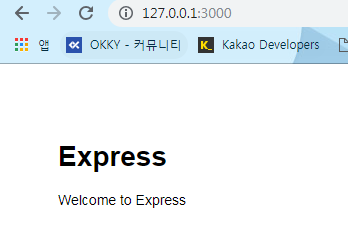 127.0.0.1:3000
앱 OKKY - 커뮤니티 K Kakao Developers
Express
Welcome to Express